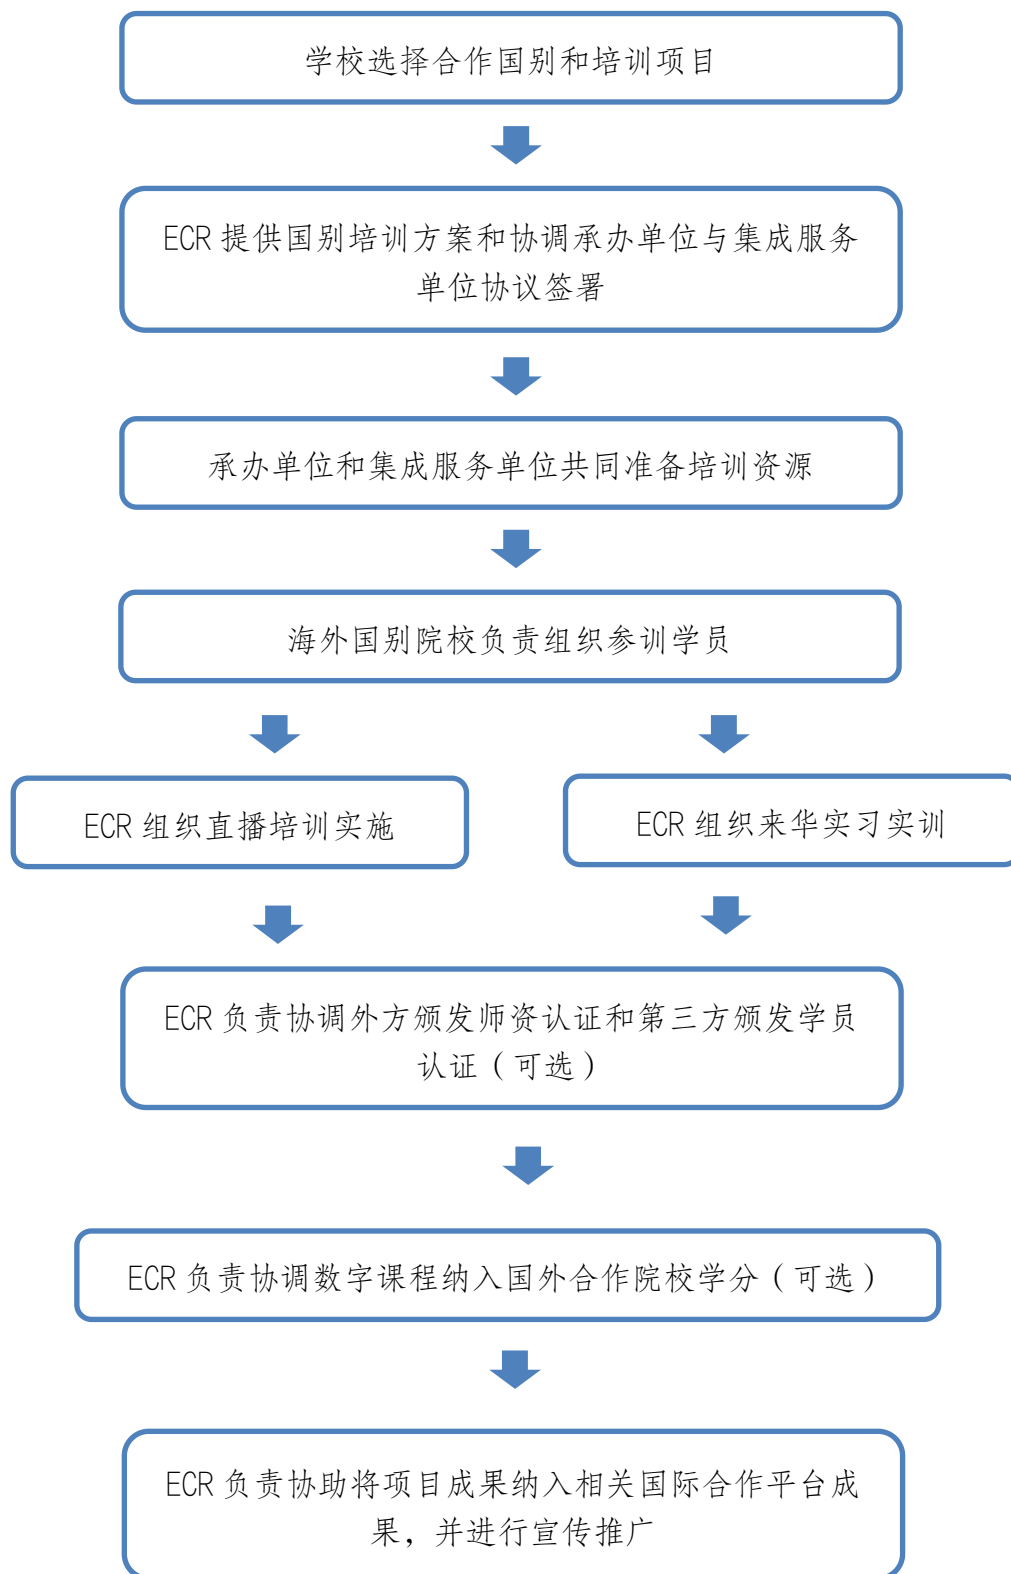 学校选择合作国别和培训项目
ECR 提供国别培训方案和协调承办单位与集成服务
单位协议签署
承办单位和集成服务单位共同准备培训资源
海外国别院校负责组织参训学员
ECR 组织直播培训实施
ECR 组织来华实习实训
ECR 负责协调外方颁发师资认证和第三方颁发学员
认证（可选）
ECR 负责协调数字课程纳入国外合作院校学分（可选）
ECR 负责协助将项目成果纳入相关国际合作平台成
果，并进行宣传推广